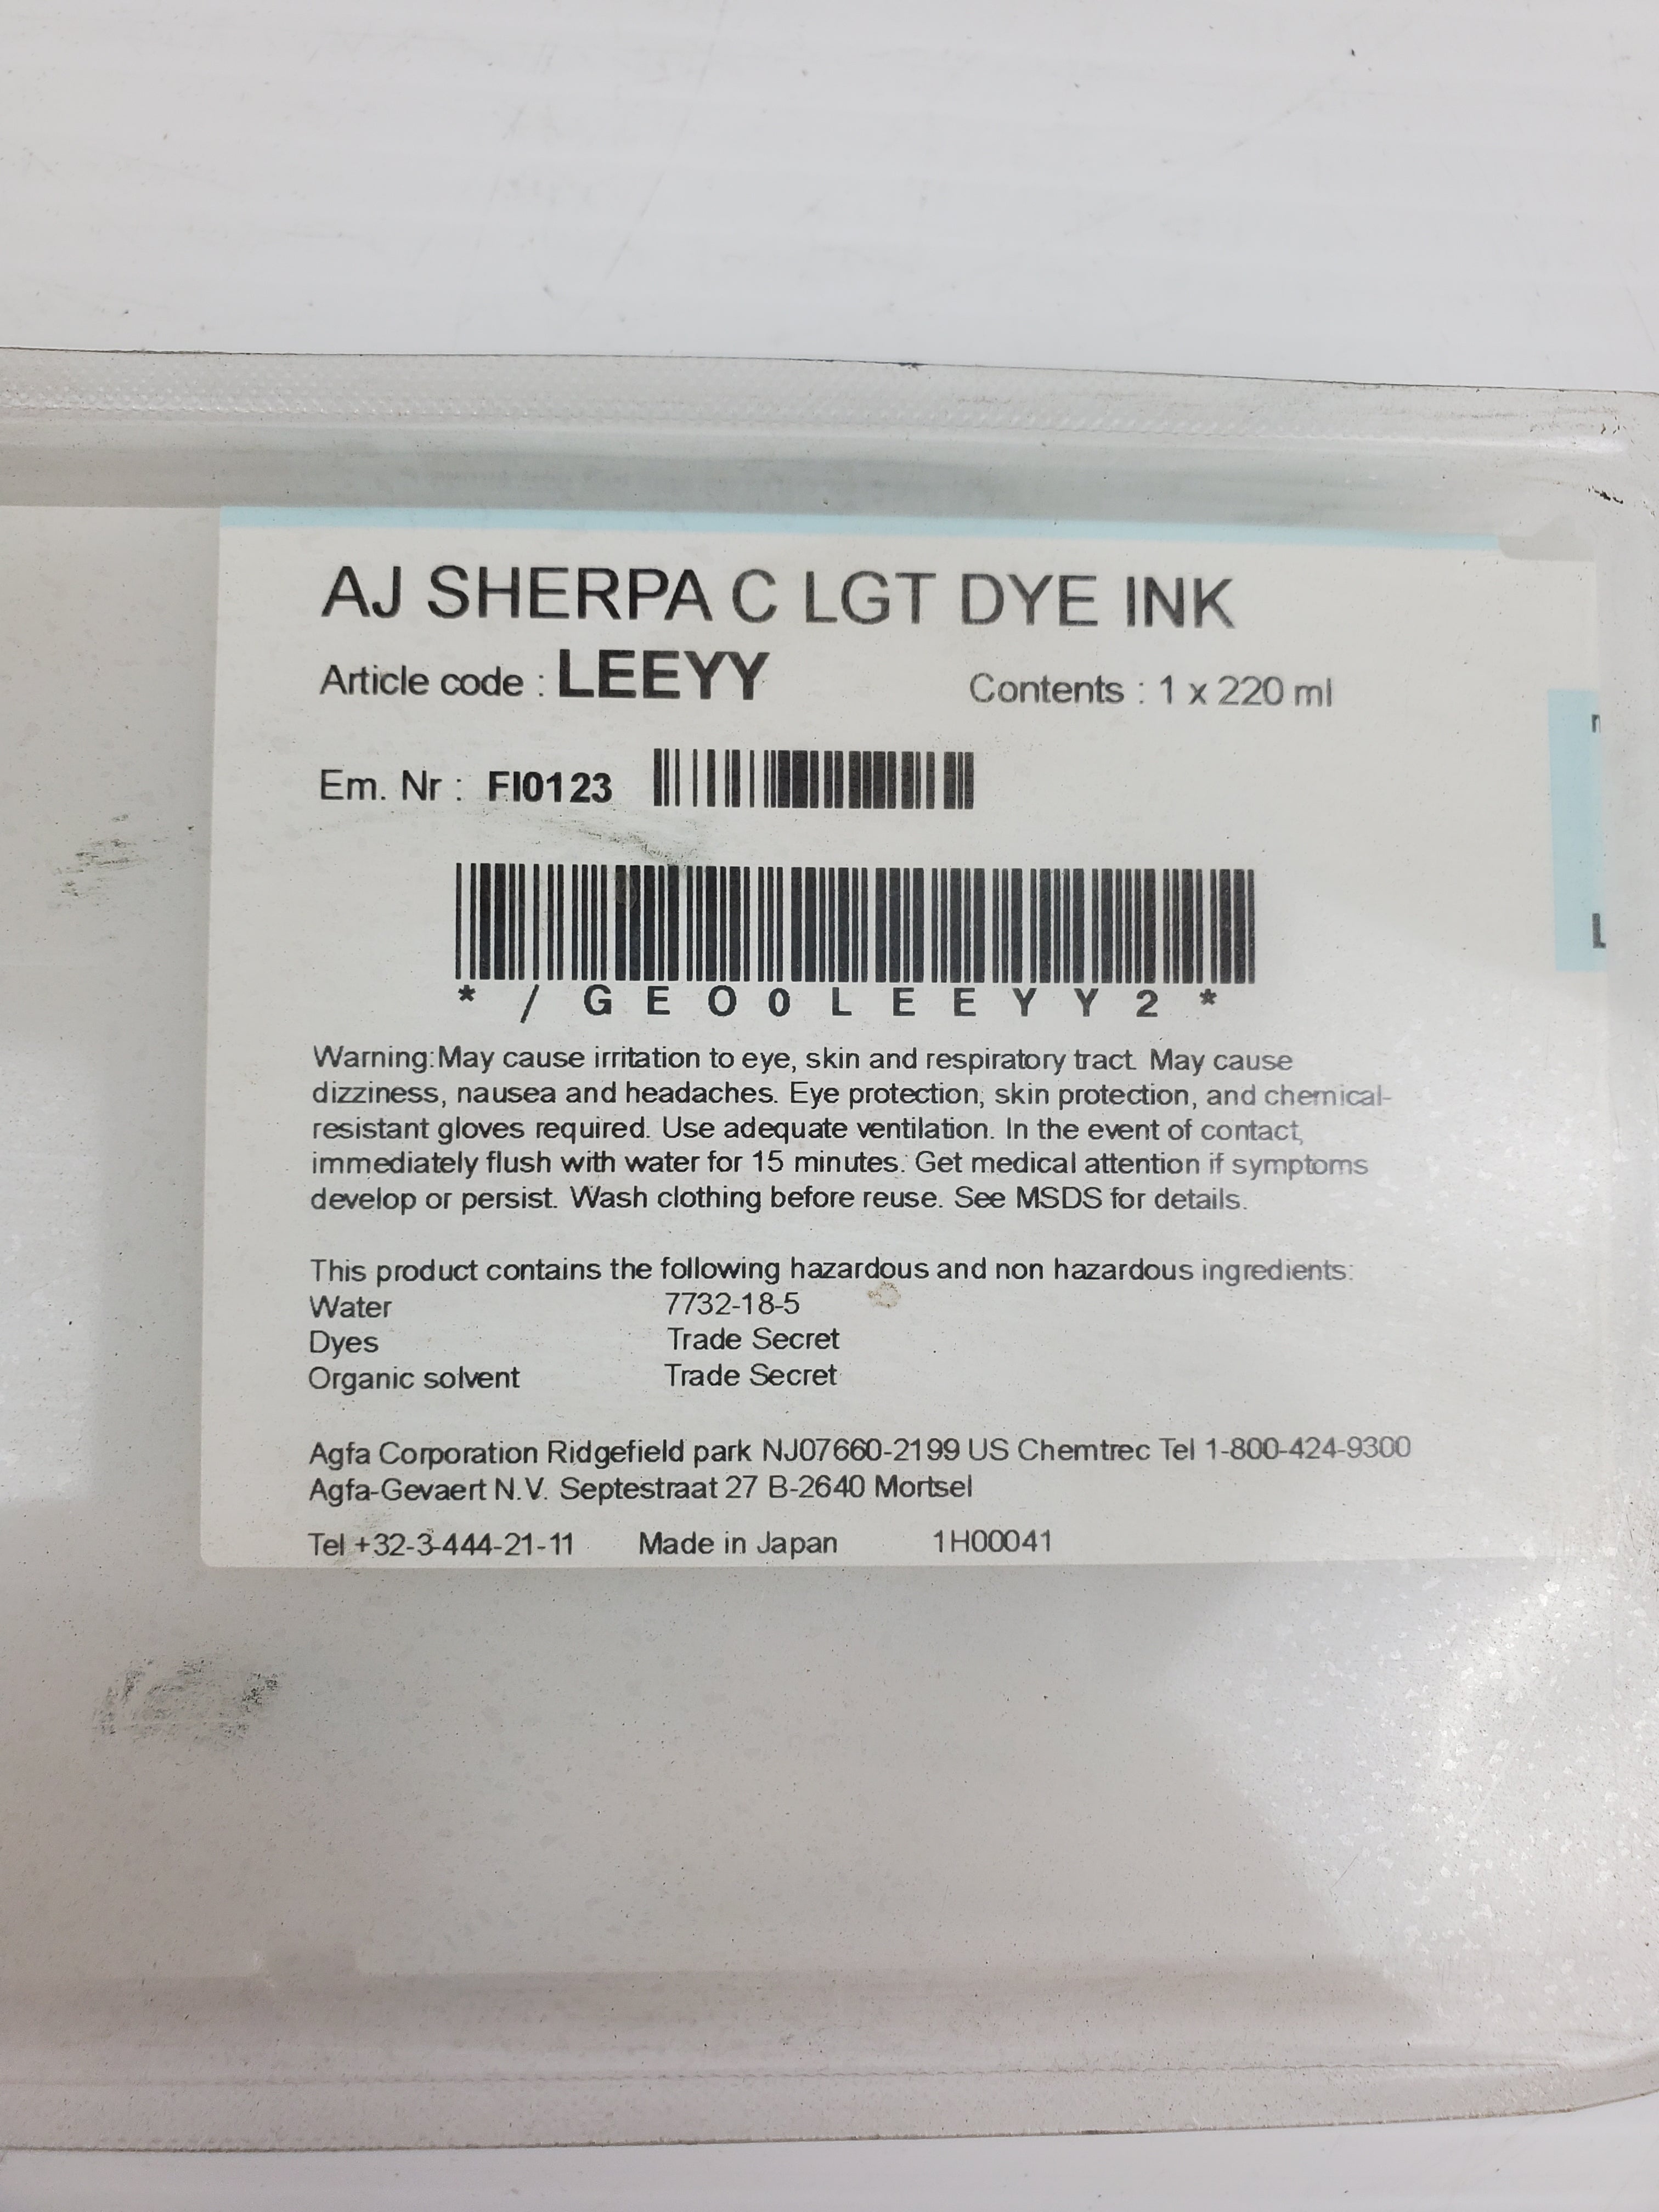 AJ SHERPA C LGT DYE INK
Article code : LEEYY Contents : 1 x 220 ml
Em. Nr : FI0123
* / G E O 0 L E E Y Y 2 *
Warning:May cause irritation to eye, skin and respiratory tract. May cause
dizziness, nausea and headaches. Eye protection, skin protection, and chemical-
resistant gloves required. Use adequate ventilation. In the event of contact,
immediately flush with water for 15 minutes. Get medical attention if symptoms
develop or persist. Wash clothing before reuse. See MSDS for details.
This product contains the following hazardous and non hazardous ingredients:
Water 7732-18-5
Dyes Trade Secret
Organic solvent Trade Secret
Agfa Corporation Ridgefield park NJ07660-2199 US Chemtrec Tel 1-800-424-9300
Agfa-Gevaert N.V. Septestraat 27 B-2640 Mortsel
Tel +32-3-444-21-11 Made in Japan 1H00041